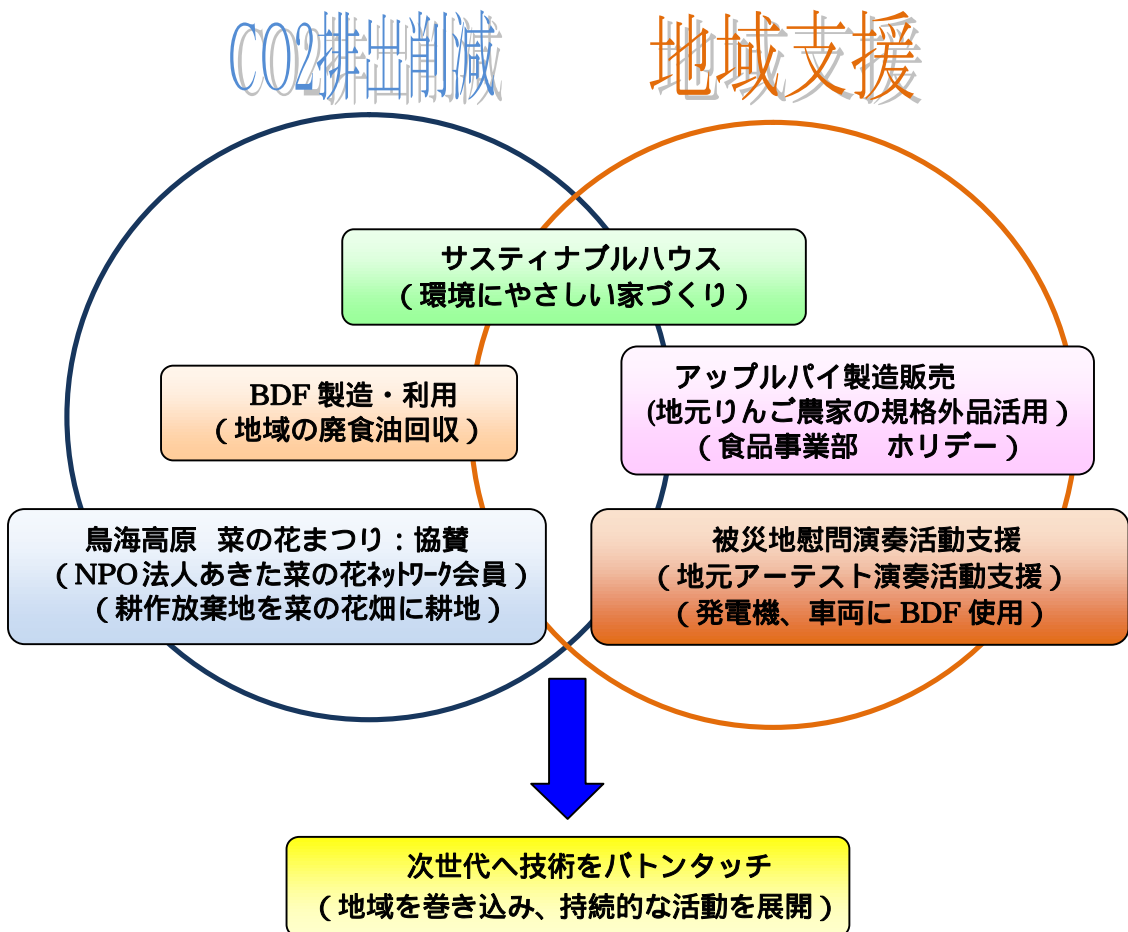 CO2排出削減
地域支援
サスティナブルハウス
（環境にやさしい家づくり）
BDF 製造・利用
（地域の廃食油回収）
アップルパイ製造販売
(地元りんご農家の規格外品活用）
（食品事業部　ホリデー）
鳥海高原　菜の花まつり：協賛
（NPO 法人あきた菜の花ﾈｯﾄﾜｰｸ会員）
（耕作放棄地を菜の花畑に耕地）
被災地慰問演奏活動支援
（地元アーテスト演奏活動支援）
（発電機、車両に BDF 使用）
次世代へ技術をバトンタッチ
（地域を巻き込み、持続的な活動を展開）